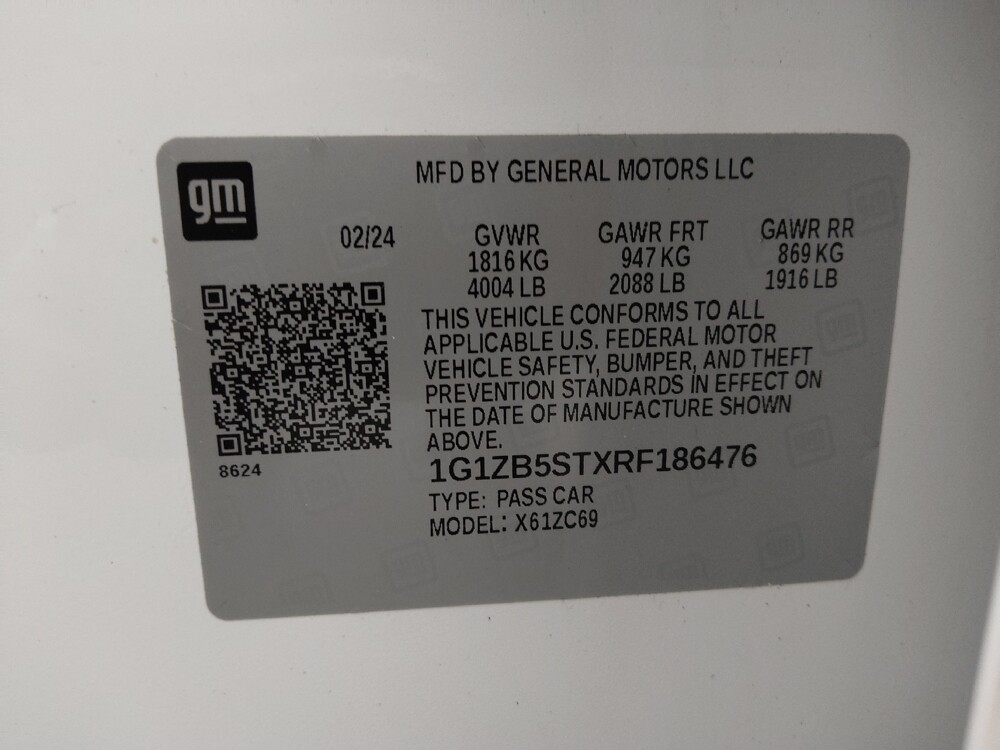 gm
MFD BY GENERAL MOTORS LLC
02/24
GVWR
1816 KG
4004 LB
GAWR FRT
947 KG
2088 LB
GAWR RR
869 KG
1916 LB
THIS VEHICLE CONFORMS TO ALL
APPLICABLE U.S. FEDERAL MOTOR
VEHICLE SAFETY, BUMPER, AND THEFT
PREVENTION STANDARDS IN EFFECT ON
THE DATE OF MANUFACTURE SHOWN
ABOVE.
8624
1G1ZB5STXRF186476
TYPE: PASS CAR
MODEL: X61ZC69